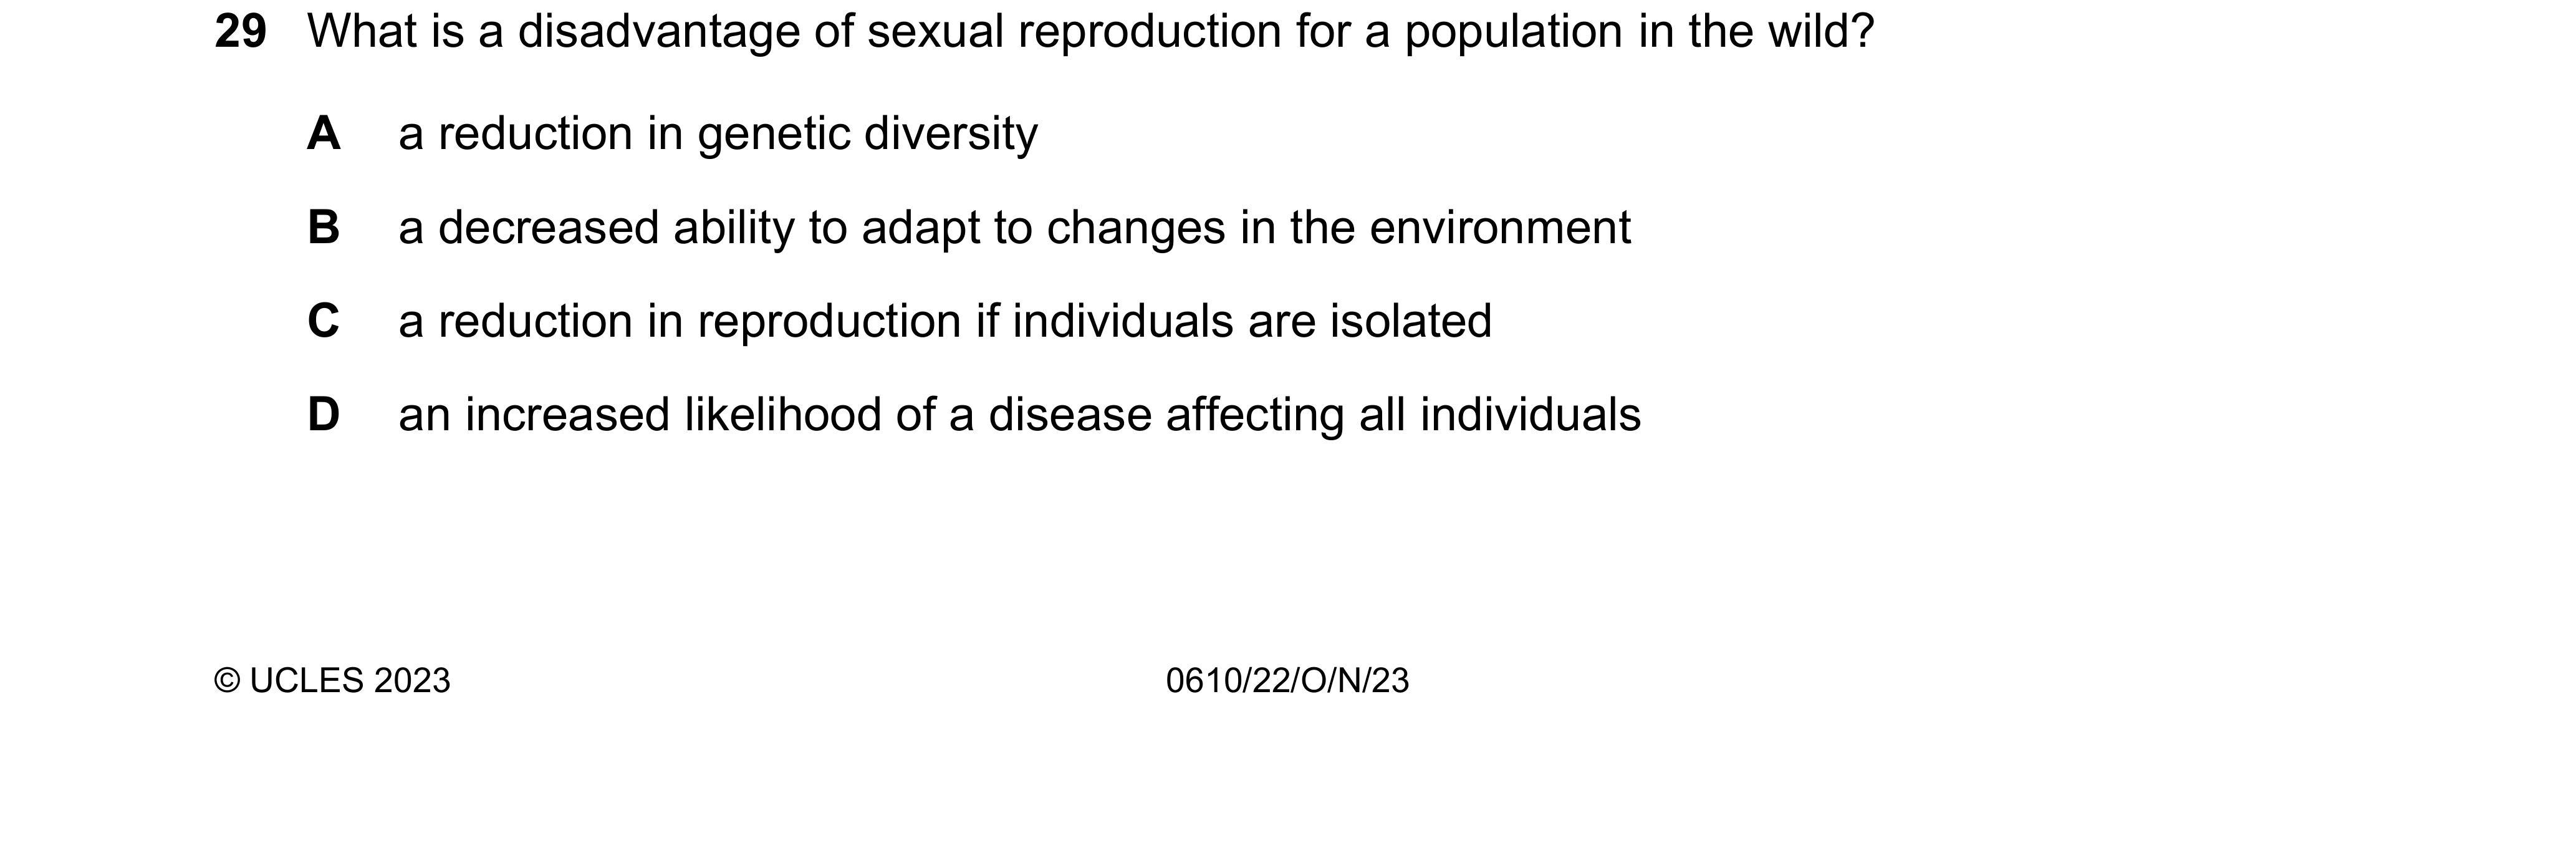 29 What is a disadvantage of sexual reproduction for a population in the wild?
A a reduction in genetic diversity
B a decreased ability to adapt to changes in the environment
C a reduction in reproduction if individuals are isolated
D an increased likelihood of a disease affecting all individuals
© UCLES 2023 0610/22/O/N/23